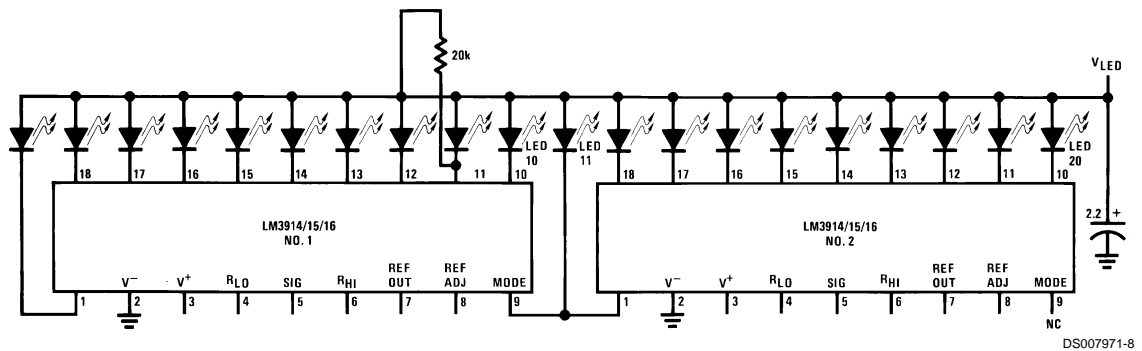 20k
VLED
LED
10
LED
11
LED
20
18 17 16 15 14 13 12 11 10
18 17 16 15 14 13 12 11 10
2.2 +
LM3914/15/16
NO. 1
LM3914/15/16
NO. 2
V− V+ RLO SIG RHI REF OUT REF ADJ MODE
V− V+ RLO SIG RHI REF OUT REF ADJ MODE
1 2 3 4 5 6 7 8 9
1 2 3 4 5 6 7 8 9
NC
DS007971-8